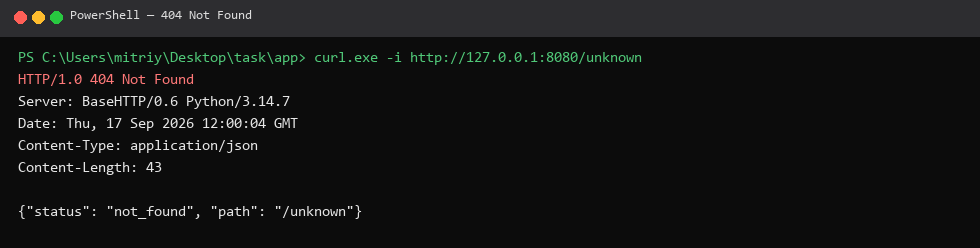 PowerShell — 404 Not Found
PS C:\Users\mitriy\Desktop\task\app> curl.exe -i http://127.0.0.1:8080/unknown
HTTP/1.0 404 Not Found
Server: BaseHTTP/0.6 Python/3.14.7
Date: Thu, 17 Sep 2026 12:00:04 GMT
Content-Type: application/json
Content-Length: 43

{"status": "not_found", "path": "/unknown"}